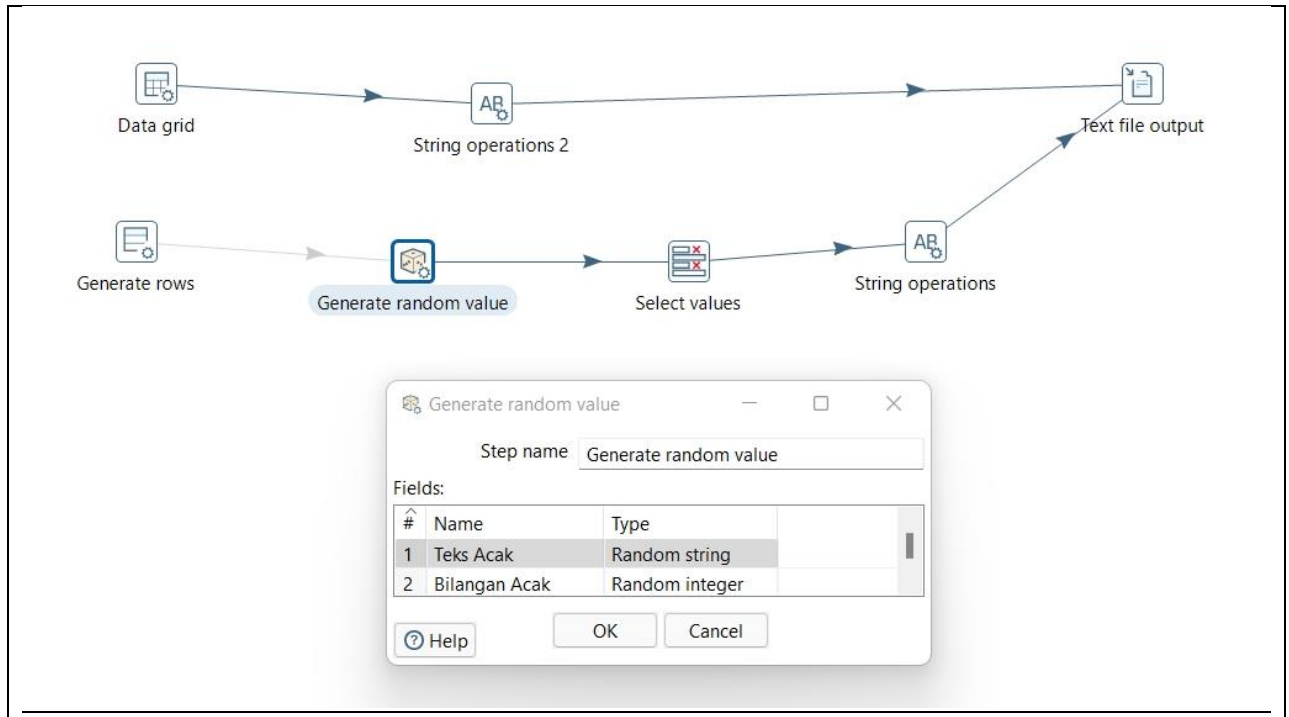 Data grid
String operations 2
Text file output
Generate rows
Generate random value
Select values
String operations
Generate random value
Step name Generate random value
Fields:
# Name Type
1 Teks Acak Random string
2 Bilangan Acak Random integer
Help OK Cancel